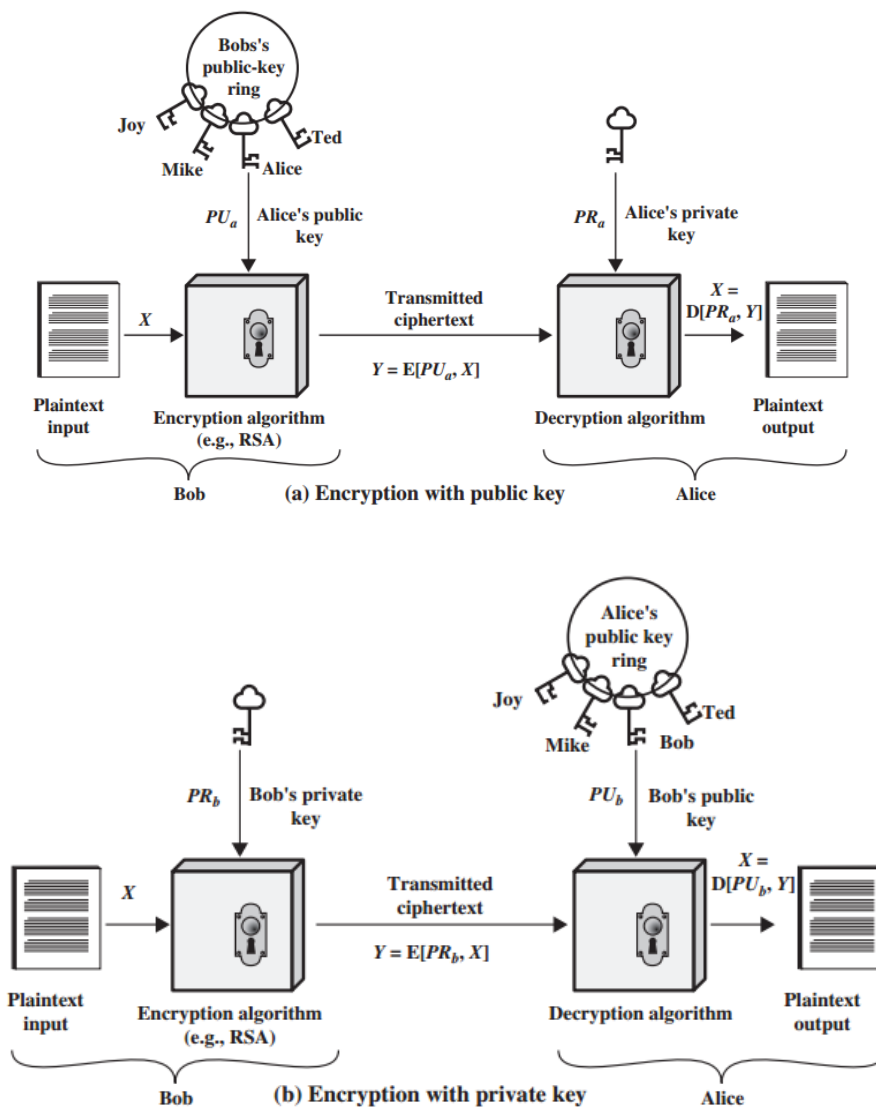 Bobs's
public-key
ring
Joy
Ted
Mike
Alice
PUa
Alice's public
key
PRa
Alice's private
key
X
Transmitted
ciphertext
X =
D[PRa, Y]
Y = E[PUa, X]
Plaintext
input
Encryption algorithm
(e.g., RSA)
Decryption algorithm
Plaintext
output
Bob
(a) Encryption with public key
Alice
Alice's
public key
ring
Joy
Ted
Mike
Bob
PRb
Bob's private
key
PUb
Bob's public
key
X
Transmitted
ciphertext
X =
D[PUb, Y]
Y = E[PRb, X]
Plaintext
input
Encryption algorithm
(e.g., RSA)
Decryption algorithm
Plaintext
output
Bob
(b) Encryption with private key
Alice